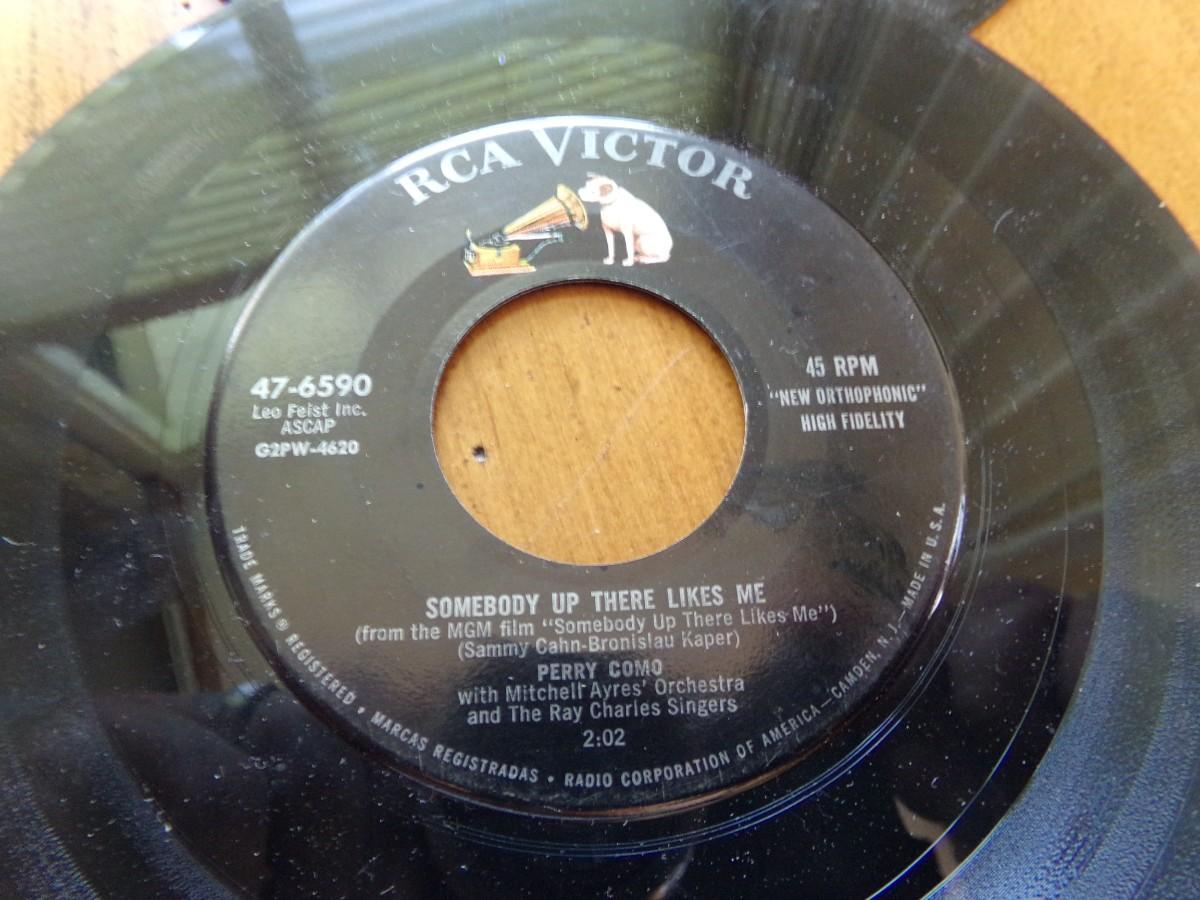 RCA VICTOR
47-6590
Leo Feist Inc.
ASCAP
G2PW-4620
45 RPM
"NEW ORTHOPHONIC"
HIGH FIDELITY
SOMEBODY UP THERE LIKES ME
(from the MGM film "Somebody Up There Likes Me")
(Sammy Cahn-Bronislau Kaper)
PERRY COMO
with Mitchell Ayres' Orchestra
and The Ray Charles Singers
2:02
TRADE MARKS ® REGISTERED • MARCAS REGISTRADAS • RADIO CORPORATION OF AMERICA—CAMDEN, N. J.—MADE IN U.S.A.